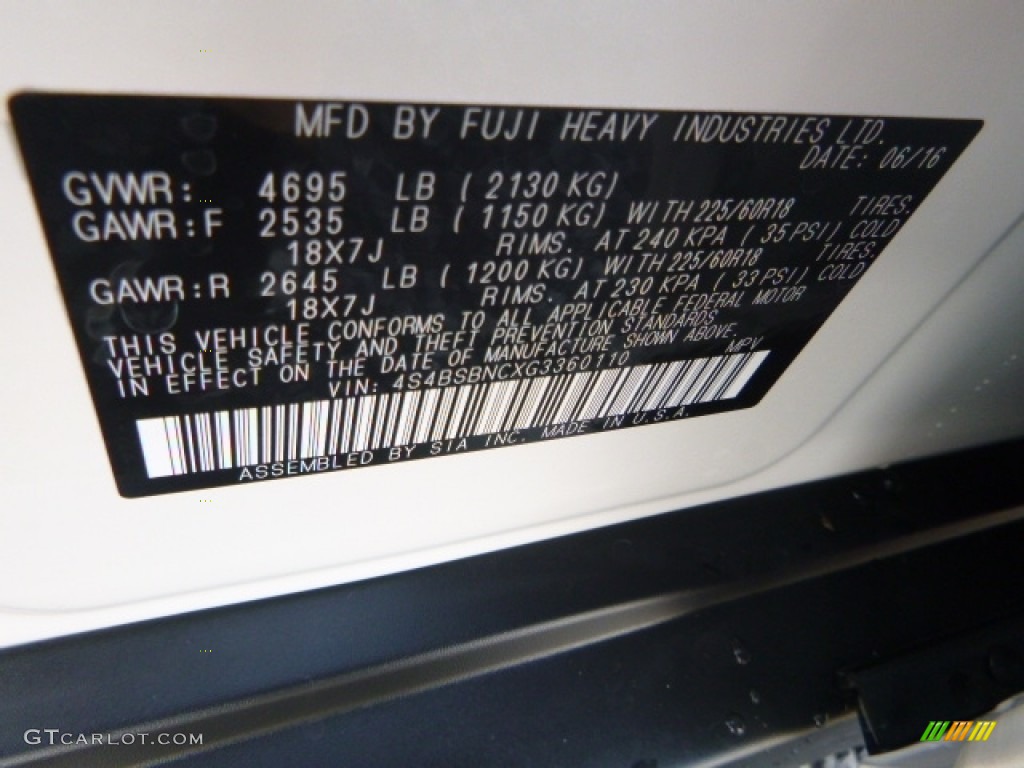 MFD BY FUJI HEAVY INDUSTRIES LTD.
DATE: 06/16
GVWR: 4695 LB ( 2130 KG)
GAWR:F 2535 LB ( 1150 KG) WITH 225/60R18 TIRES.
18X7J RIMS. AT 240 KPA ( 35 PSI) COLD
GAWR:R 2645 LB ( 1200 KG) WITH 225/60R18 TIRES.
18X7J RIMS. AT 230 KPA ( 33 PSI) COLD
THIS VEHICLE CONFORMS TO ALL APPLICABLE FEDERAL MOTOR
VEHICLE SAFETY AND THEFT PREVENTION STANDARDS
IN EFFECT ON THE DATE OF MANUFACTURE SHOWN ABOVE.
VIN: 4S4BSBNCXG3360110 MPV
ASSEMBLED BY SIA INC. MADE IN U.S.A.
GTCARLOT.COM